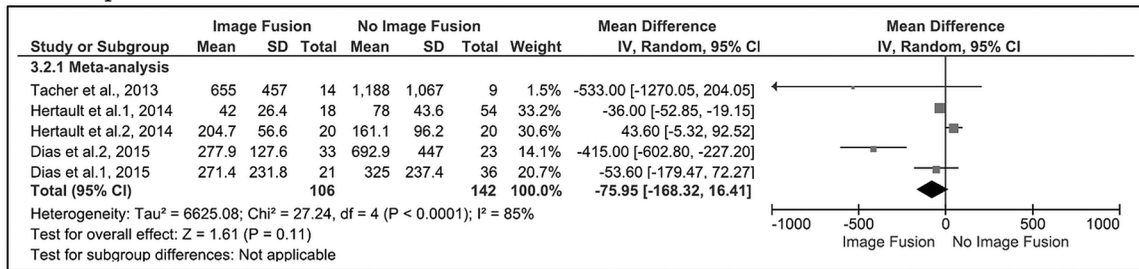 Image Fusion No Image Fusion Mean Difference Mean Difference
Study or Subgroup Mean SD Total Mean SD Total Weight IV, Random, 95% CI IV, Random, 95% CI
3.2.1 Meta-analysis
Tacher et al., 2013 655 457 14 1,188 1,067 9 1.5% -533.00 [-1270.05, 204.05]
Hertault et al.1, 2014 42 26.4 18 78 43.6 54 33.2% -36.00 [-52.85, -19.15]
Hertault et al.2, 2014 204.7 56.6 20 161.1 96.2 20 30.6% 43.60 [-5.32, 92.52]
Dias et al.2, 2015 277.9 127.6 33 692.9 447 23 14.1% -415.00 [-602.80, -227.20]
Dias et al.1, 2015 271.4 231.8 21 325 237.4 36 20.7% -53.60 [-179.47, 72.27]
Total (95% CI) 106 142 100.0% -75.95 [-168.32, 16.41]
Heterogeneity: Tau² = 6625.08; Chi² = 27.24, df = 4 (P < 0.0001); I² = 85%
Test for overall effect: Z = 1.61 (P = 0.11)
Test for subgroup differences: Not applicable
-1000 -500 0 500 1000
Image Fusion No Image Fusion